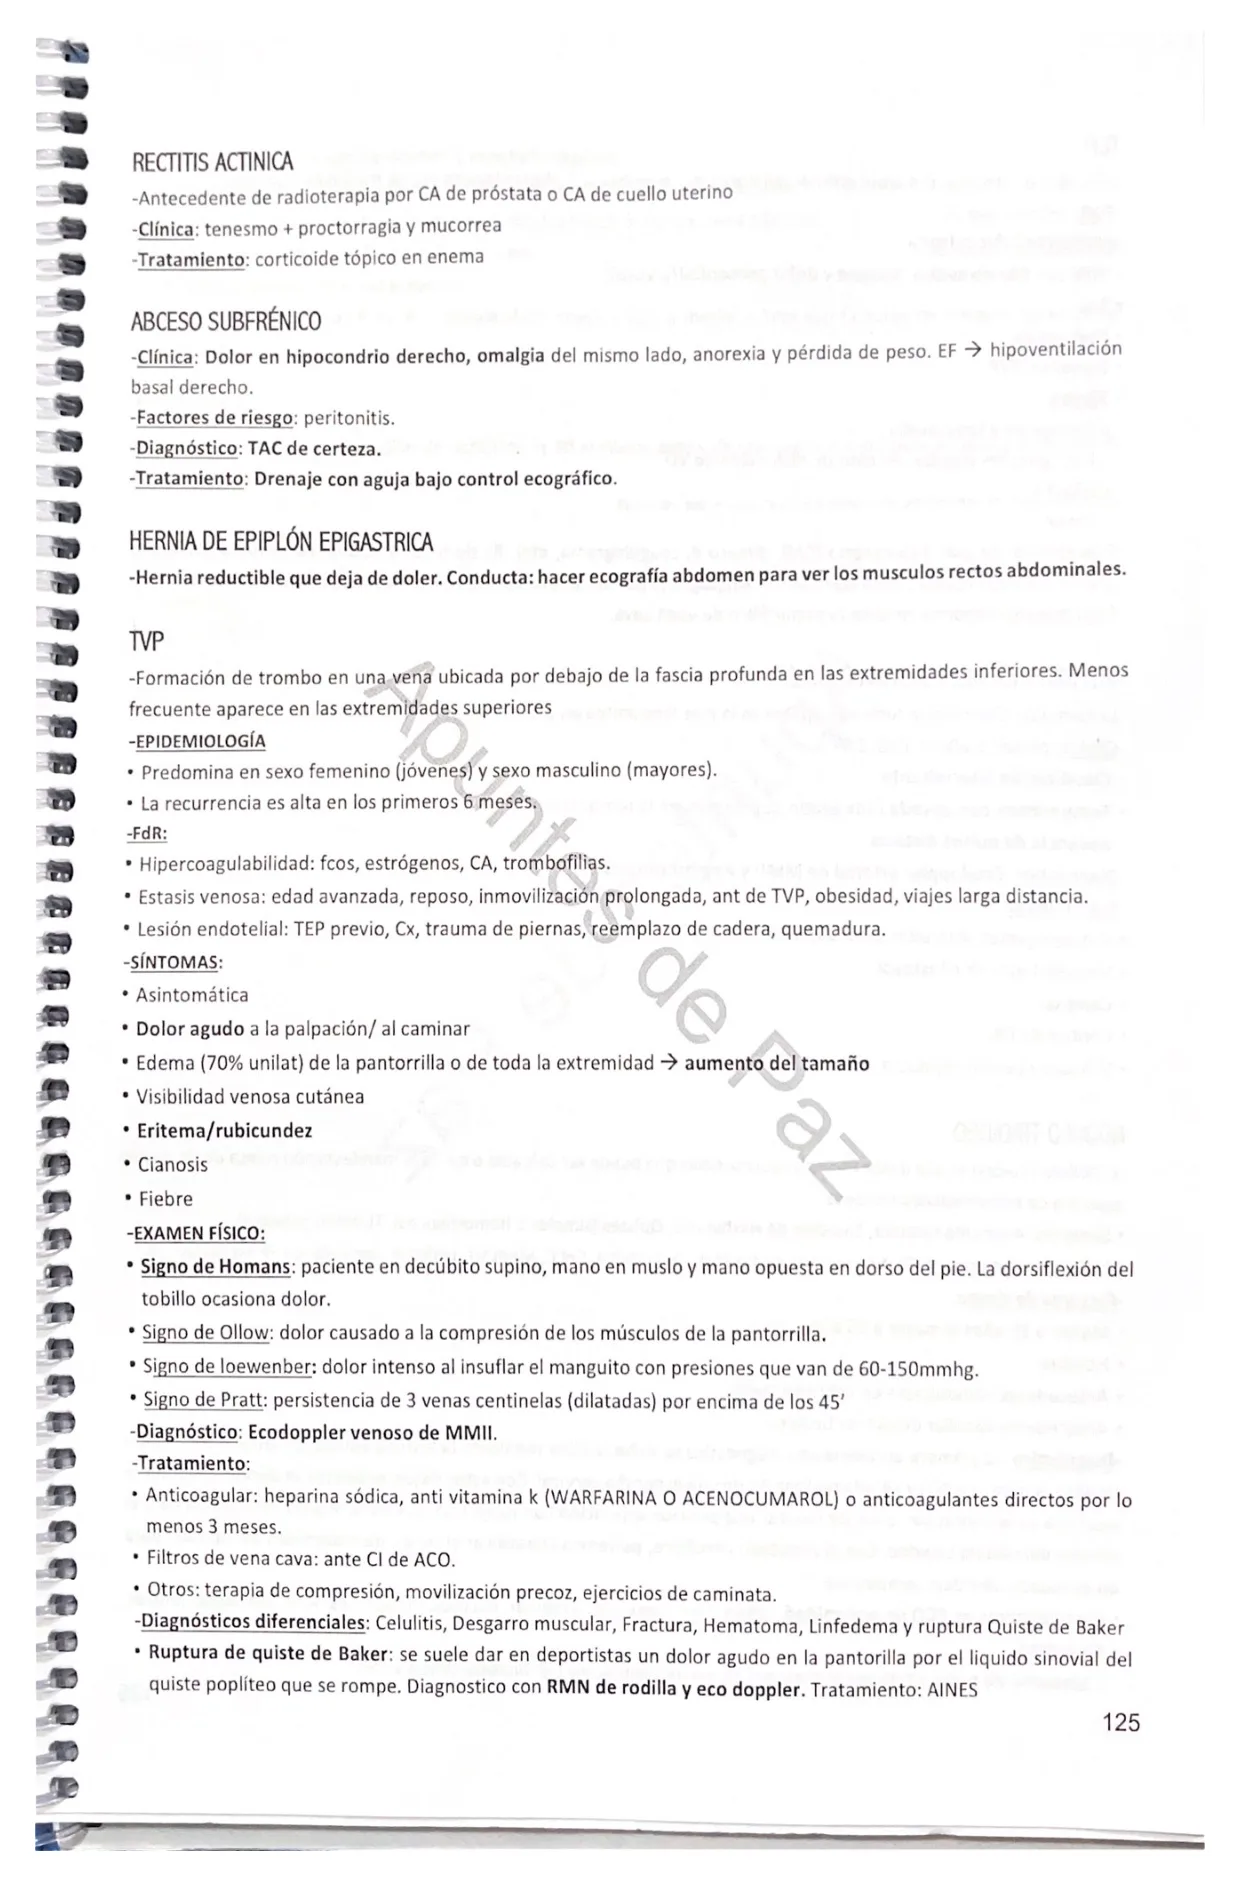 RECTITIS ACTINICA
-Antecedente de radioterapia por CA de próstata o CA de cuello uterino
-Clínica: tenesmo + proctorragia y mucorrea
-Tratamiento: corticoide tópico en enema
ABCESO SUBFRÉNICO
-Clínica: Dolor en hipocondrio derecho, omalgia del mismo lado, anorexia y pérdida de peso. EF → hipoventilación
basal derecho.
-Factores de riesgo: peritonitis.
-Diagnóstico: TAC de certeza.
-Tratamiento: Drenaje con aguja bajo control ecográfico.
HERNIA DE EPIPLÓN EPIGASTRICA
-Hernia reductible que deja de doler. Conducta: hacer ecografía abdomen para ver los musculos rectos abdominales.
TVP
-Formación de trombo en una vena ubicada por debajo de la fascia profunda en las extremidades inferiores. Menos
frecuente aparece en las extremidades superiores
-EPIDEMIOLOGÍA
• Predomina en sexo femenino (jóvenes) y sexo masculino (mayores).
• La recurrencia es alta en los primeros 6 meses.
-FdR:
• Hipercoagulabilidad: fcos, estrógenos, CA, trombofilias.
• Estasis venosa: edad avanzada, reposo, inmovilización prolongada, ant de TVP, obesidad, viajes larga distancia.
• Lesión endotelial: TEP previo, Cx, trauma de piernas, reemplazo de cadera, quemadura.
-SÍNTOMAS:
• Asintomática
• Dolor agudo a la palpación/ al caminar
• Edema (70% unilat) de la pantorrilla o de toda la extremidad → aumento del tamaño
• Visibilidad venosa cutánea
• Eritema/rubicundez
• Cianosis
• Fiebre
-EXAMEN FÍSICO:
• Signo de Homans: paciente en decúbito supino, mano en muslo y mano opuesta en dorso del pie. La dorsiflexión del
tobillo ocasiona dolor.
• Signo de Ollow: dolor causado a la compresión de los músculos de la pantorrilla.
• Signo de loewenber: dolor intenso al insuflar el manguito con presiones que van de 60-150mmhg.
• Signo de Pratt: persistencia de 3 venas centinelas (dilatadas) por encima de los 45'
-Diagnóstico: Ecodoppler venoso de MMII.
-Tratamiento:
• Anticoagular: heparina sódica, anti vitamina k (WARFARINA O ACENOCUMAROL) o anticoagulantes directos por lo
menos 3 meses.
• Filtros de vena cava: ante CI de ACO.
• Otros: terapia de compresión, movilización precoz, ejercicios de caminata.
-Diagnósticos diferenciales: Celulitis, Desgarro muscular, Fractura, Hematoma, Linfedema y ruptura Quiste de Baker
• Ruptura de quiste de Baker: se suele dar en deportistas un dolor agudo en la pantorilla por el liquido sinovial del
quiste poplíteo que se rompe. Diagnostico con RMN de rodilla y eco doppler. Tratamiento: AINES
125
Apuntes de Paz